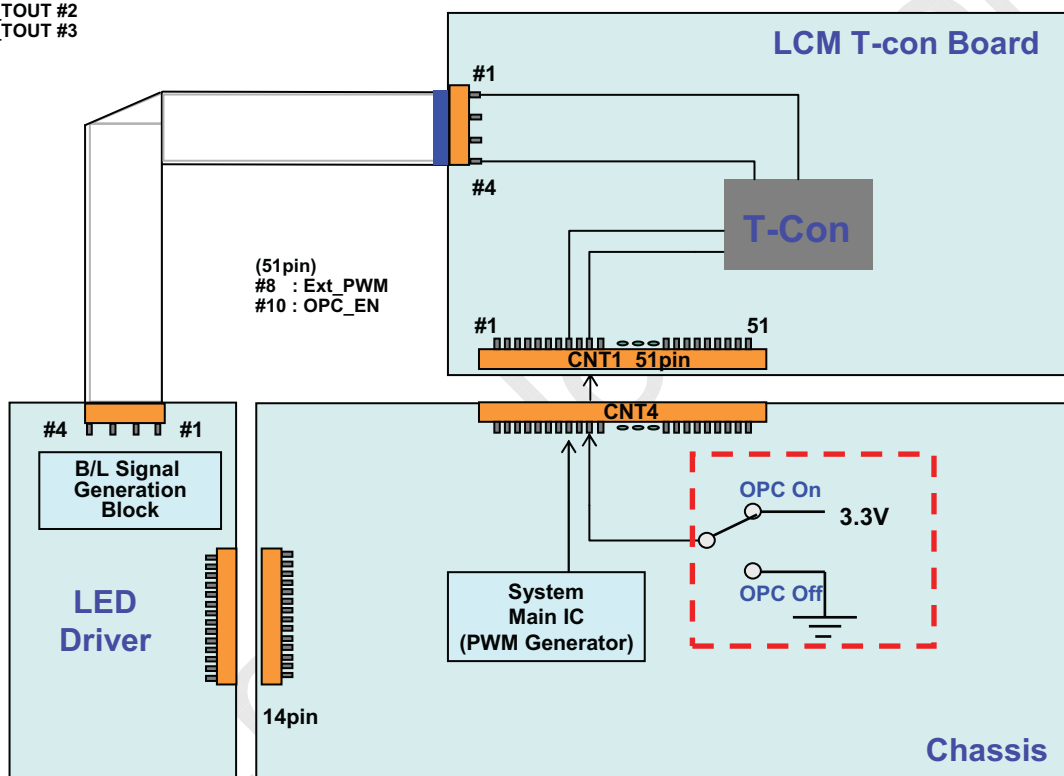 _TOUT #2
_TOUT #3
LCM T-con Board
#1
#4
T-Con
(51pin)
#8 : Ext_PWM
#10 : OPC_EN
#1
51
CNT1 51pin
CNT4
#4
#1
B/L Signal
Generation
Block
OPC On
3.3V
OPC Off
System
Main IC
(PWM Generator)
LED
Driver
14pin
Chassis